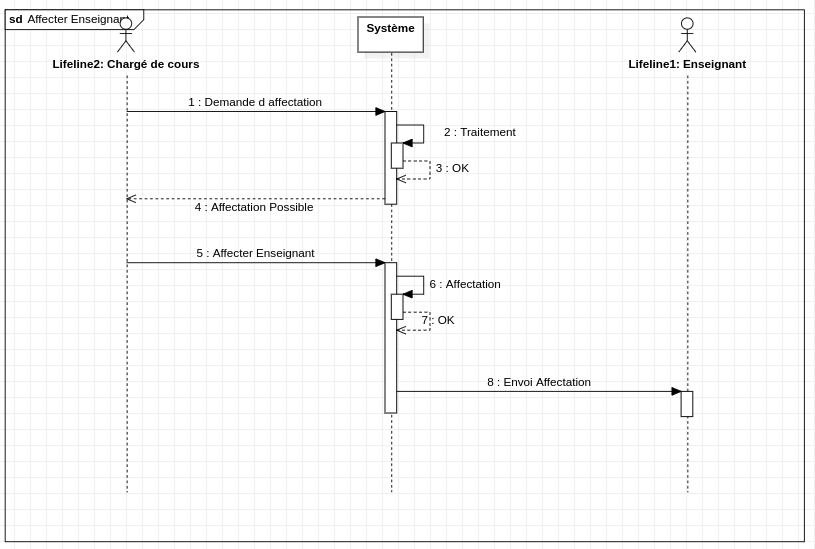 sd Affecter Enseignant
Système
Lifeline2: Chargé de cours
Lifeline1: Enseignant
1 : Demande d affectation
2 : Traitement
3 : OK
4 : Affectation Possible
5 : Affecter Enseignant
6 : Affectation
7 : OK
8 : Envoi Affectation